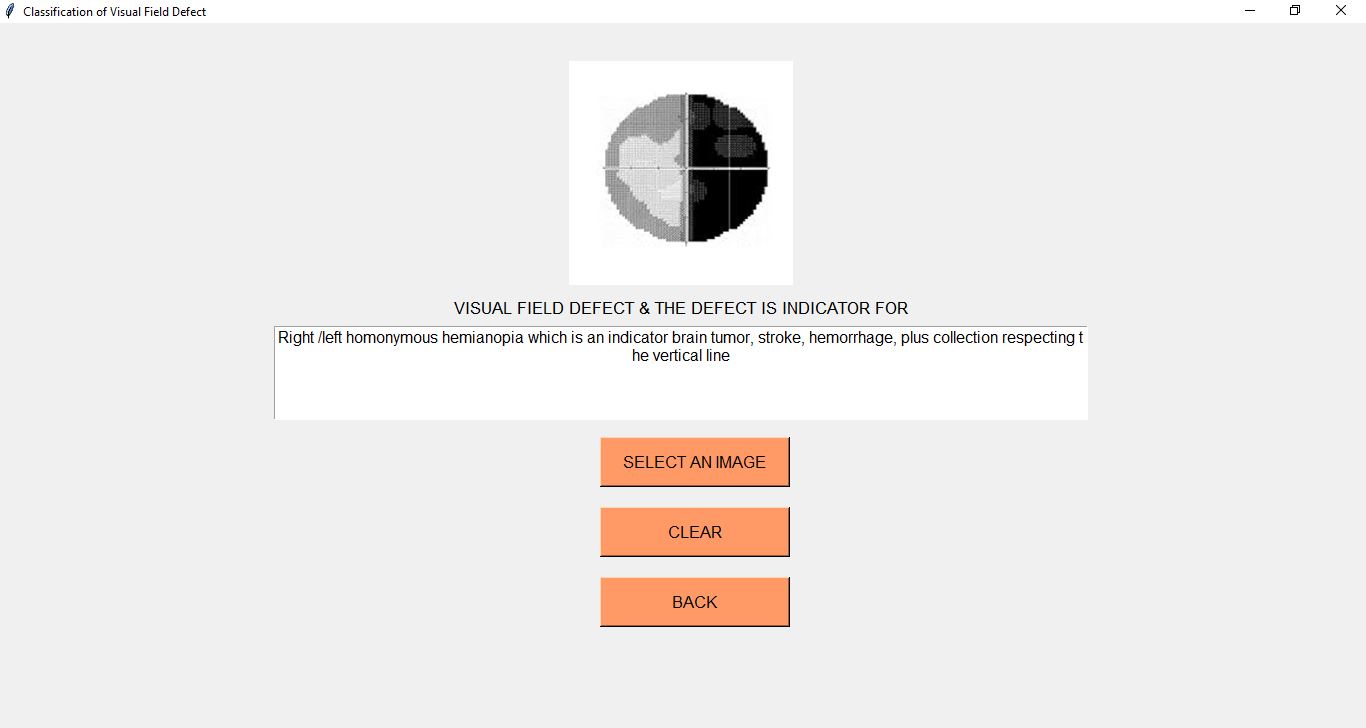 Classification of Visual Field Defect
VISUAL FIELD DEFECT & THE DEFECT IS INDICATOR FOR
Right /left homonymous hemianopia which is an indicator brain tumor, stroke, hemorrhage, plus collection respecting t
he vertical line
SELECT AN IMAGE
CLEAR
BACK